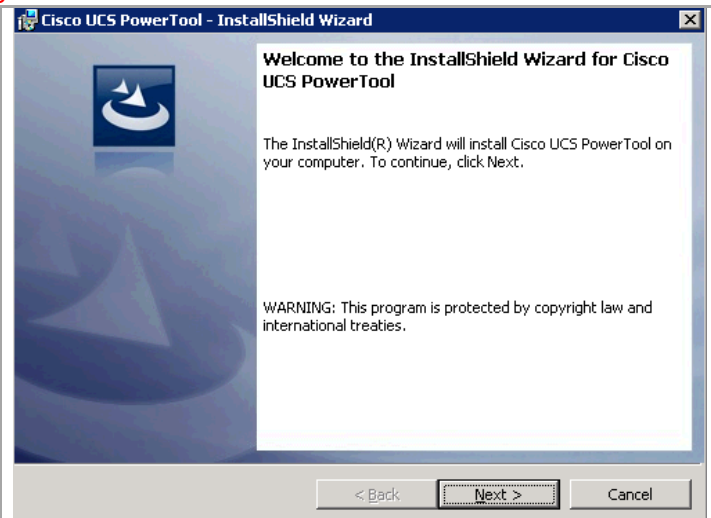 Cisco UCS PowerTool - InstallShield Wizard
Welcome to the InstallShield Wizard for Cisco
UCS PowerTool
The InstallShield(R) Wizard will install Cisco UCS PowerTool on
your computer. To continue, click Next.
WARNING: This program is protected by copyright law and
international treaties.
< Back
Next >
Cancel